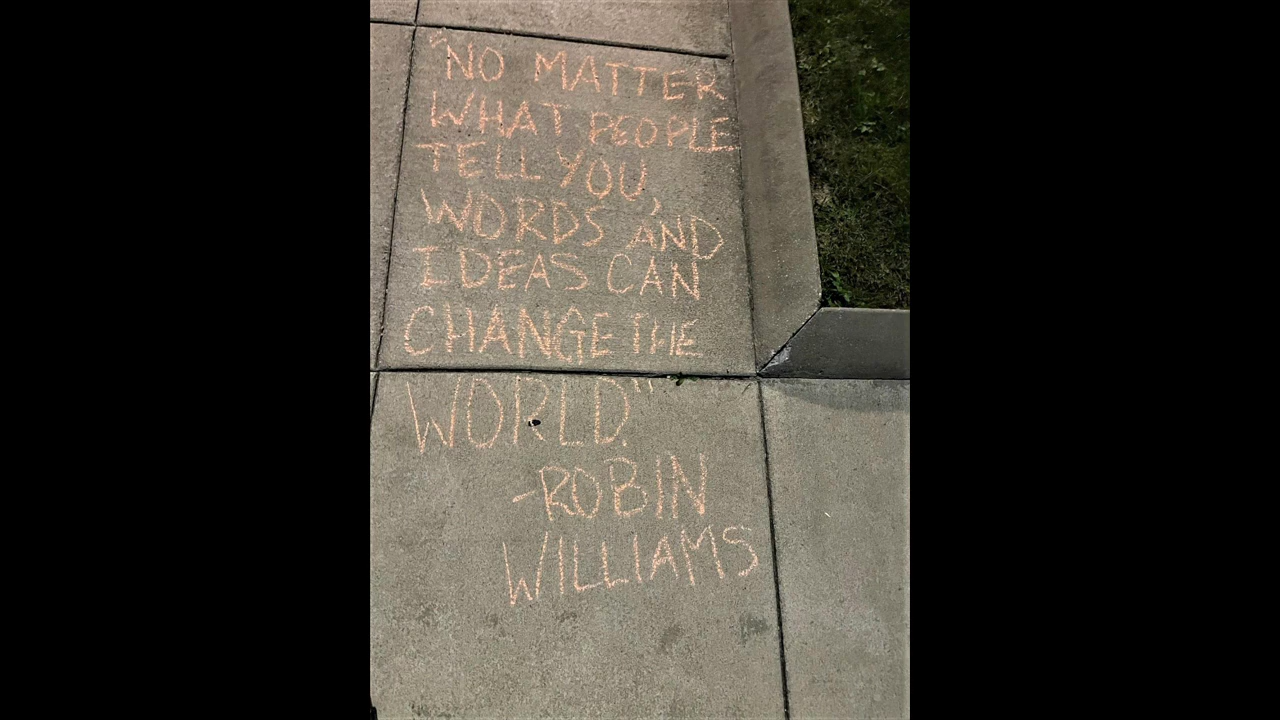 "NO MATTER
WHAT PEOPLE
TELL YOU,
WORDS AND
IDEAS CAN
CHANGE THE
WORLD."
-ROBIN
WILLIAMS